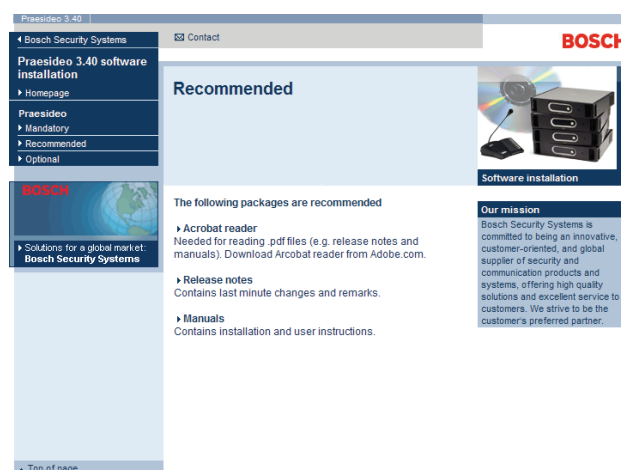 Praesideo 3.40
Bosch Security Systems
Contact
BOSCH
Praesideo 3.40 software
installation
Homepage
Praesideo
Mandatory
Recommended
Optional
Recommended
Software installation
BOSCH
Solutions for a global market:
Bosch Security Systems
The following packages are recommended
Acrobat reader
Needed for reading .pdf files (e.g. release notes and
manuals). Download Arcobat reader from Adobe.com.
Release notes
Contains last minute changes and remarks.
Manuals
Contains installation and user instructions.
Our mission
Bosch Security Systems is
committed to being an innovative,
customer-oriented, and global
supplier of security and
communication products and
systems, offering high quality
solutions and excellent service to
customers. We strive to be the
customer's preferred partner.
Top of page